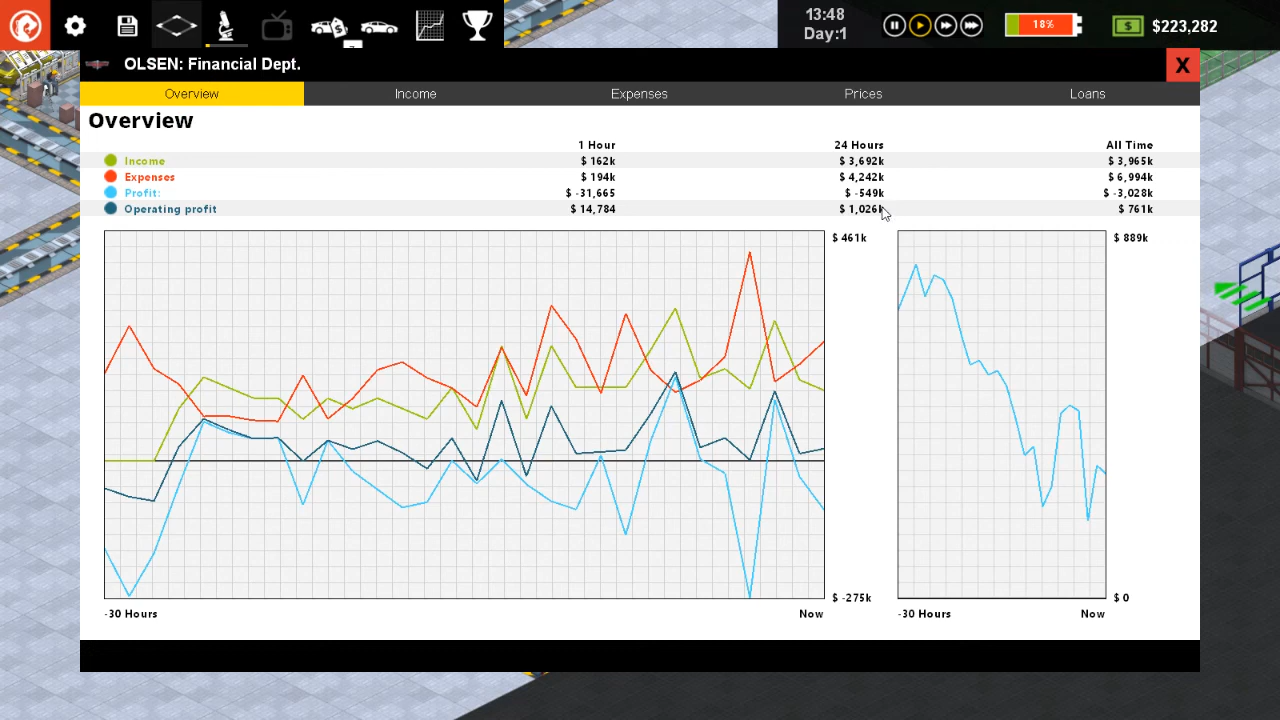 13:48
Day:1
18%
$223,282
OLSEN: Financial Dept.
X
Overview Income Expenses Prices Loans
Overview
1 Hour 24 Hours All Time
Income $ 162k $ 3,692k $ 3,965k
Expenses $ 194k $ 4,242k $ 6,994k
Profit: $ -31,665 $ -549k $ -3,028k
Operating profit $ 14,784 $ 1,026k $ 761k
$ 461k $ 889k
$ -275k $ 0
-30 Hours Now -30 Hours Now